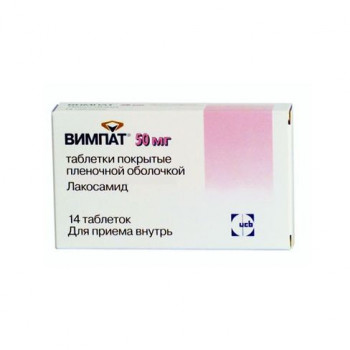 ВИМПАТ® 50 мг
таблетки покрытые
пленочной оболочкой
Лакосамид
14 таблеток
Для приема внутрь
ucb